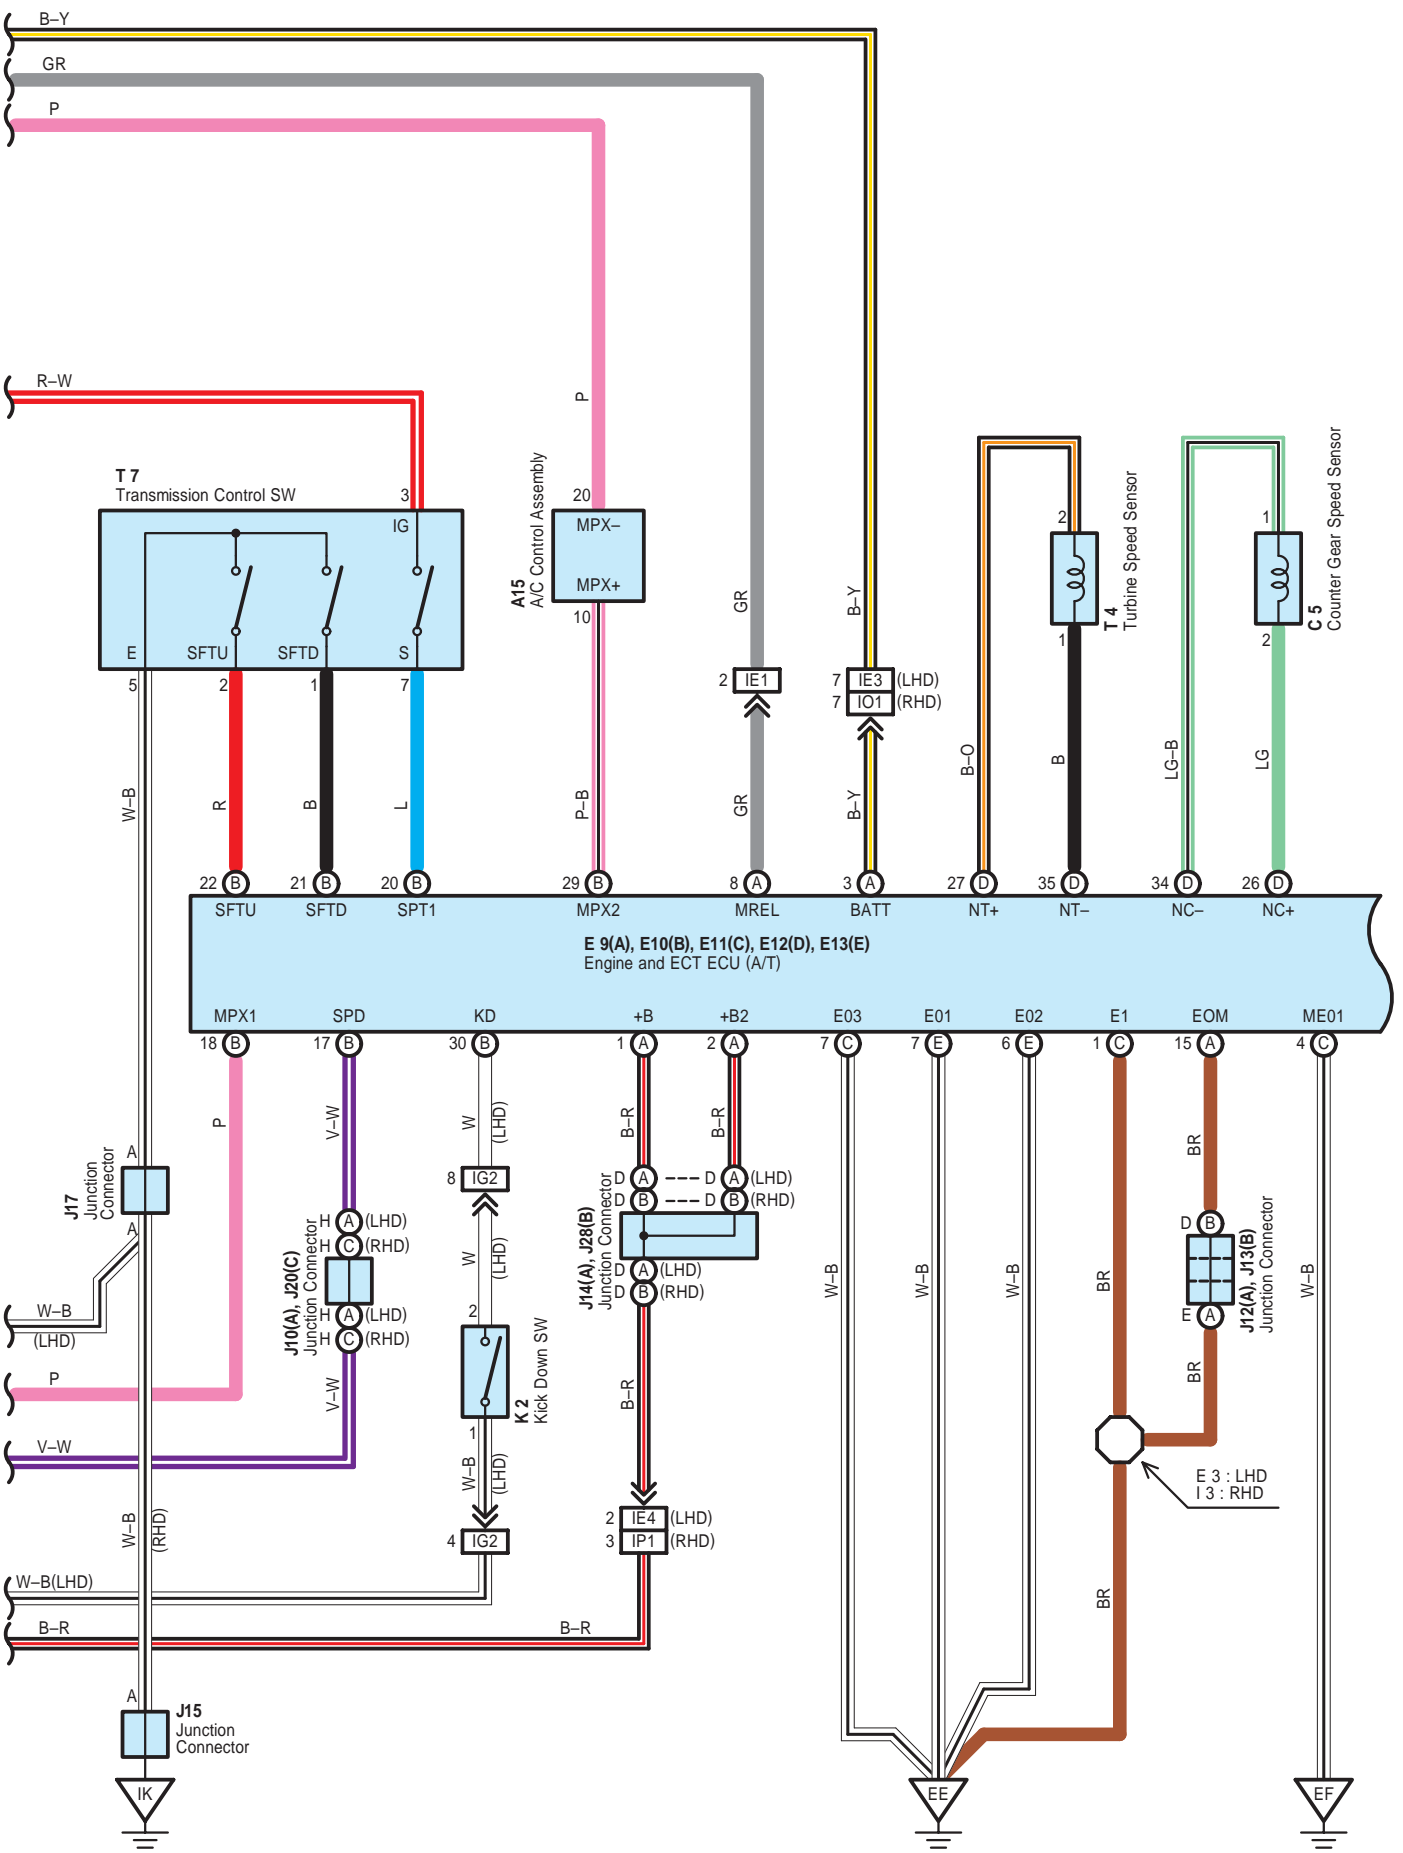 B–Y
GR
P
R–W
T 7
Transmission Control SW
3
IG
E
SFTU
SFTD
S
5
2
1
7
W–B
R
B
L
P
A15
A/C Control Assembly
20
MPX–
MPX+
10
P–B
GR
2 IE1
GR
B–Y
7 IE3 (LHD)
7 IO1 (RHD)
B–Y
B–O
2
1
T 4
Turbine Speed Sensor
B
LG–B
1
2
C 5
Counter Gear Speed Sensor
LG
22 B
21 B
20 B
29 B
8 A
3 A
27 D
35 D
34 D
26 D
SFTU
SFTD
SPT1
MPX2
MREL
BATT
NT+
NT–
NC–
NC+
E 9(A), E10(B), E11(C), E12(D), E13(E)
Engine and ECT ECU (A/T)
MPX1
SPD
KD
+B
+B2
E03
E01
E02
E1
EOM
ME01
18 B
17 B
30 B
1 A
2 A
7 C
7 E
6 E
1 C
15 A
4 C
P
V–W
W
(LHD)
B–R
B–R
BR
A
J17
Junction
Connector
A
H A (LHD)
H C (RHD)
J10(A), J20(C)
Junction Connector
H A (LHD)
H C (RHD)
V–W
8 IG2
W
(LHD)
2
K 2
Kick Down SW
1
W–B
(LHD)
4 IG2
D A D A (LHD)
D B D B (RHD)
J14(A), J28(B)
Junction Connector
D A (LHD)
D B (RHD)
B–R
2 IE4 (LHD)
3 IP1 (RHD)
W–B
W–B
W–B
BR
D B
J12(A), J13(B)
Junction Connector
E A
BR
W–B
E 3 : LHD
I 3 : RHD
BR
W–B
(LHD)
P
V–W
W–B
(RHD)
W–B(LHD)
B–R
B–R
A
J15
Junction
Connector
IK
EE
EF